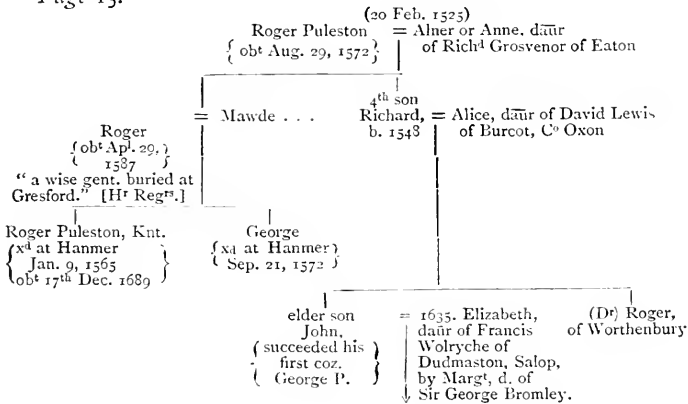 Page 13.
(20 Feb. 1525)
Roger Puleston = Alner or Anne, daūr
{ obᵗ Aug. 29, 1572} of Richᵈ Grosvenor of Eaton
4ᵗʰ son
= Mawde . . . Richard, = Alice, daūr of David Lewis
b. 1548 of Burcot, Cᵒ Oxon
Roger
{obᵗ Apˡ. 29,
1587}
“ a wise gent. buried at
Gresford.” [Hʳ Regʳˢ.]
Roger Puleston, Knt.
{xᵈ at Hanmer
Jan. 9, 1565
obᵗ 17ᵗʰ Dec. 1689}
George
{xᵈ at Hanmer}
Sep. 21, 1572
elder son
John,
{succeeded his
first coz.
George P.}
= 1635. Elizabeth,
daūr of Francis
Wolryche of
Dudmaston, Salop,
by Margᵗ, d. of
Sir George Bromley.
(Dʳ) Roger,
of Worthenbury